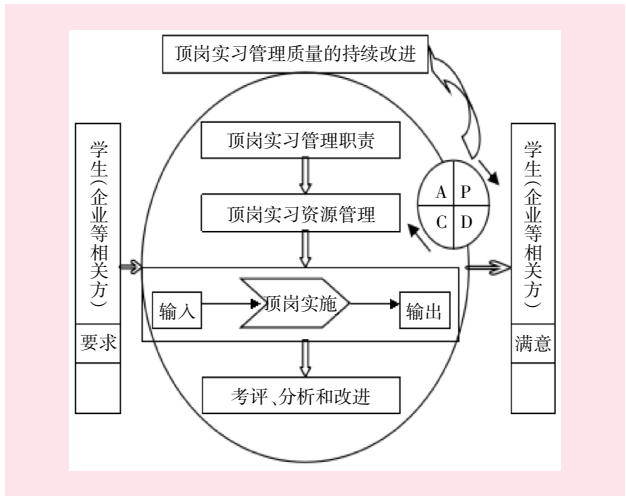 顶岗实习管理质量的持续改进
学生(企业等相关方)
要求
顶岗实习管理职责
顶岗实习资源管理
输入
顶岗实施
输出
考评、分析和改进
A P
C D
学生(企业等相关方)
满意